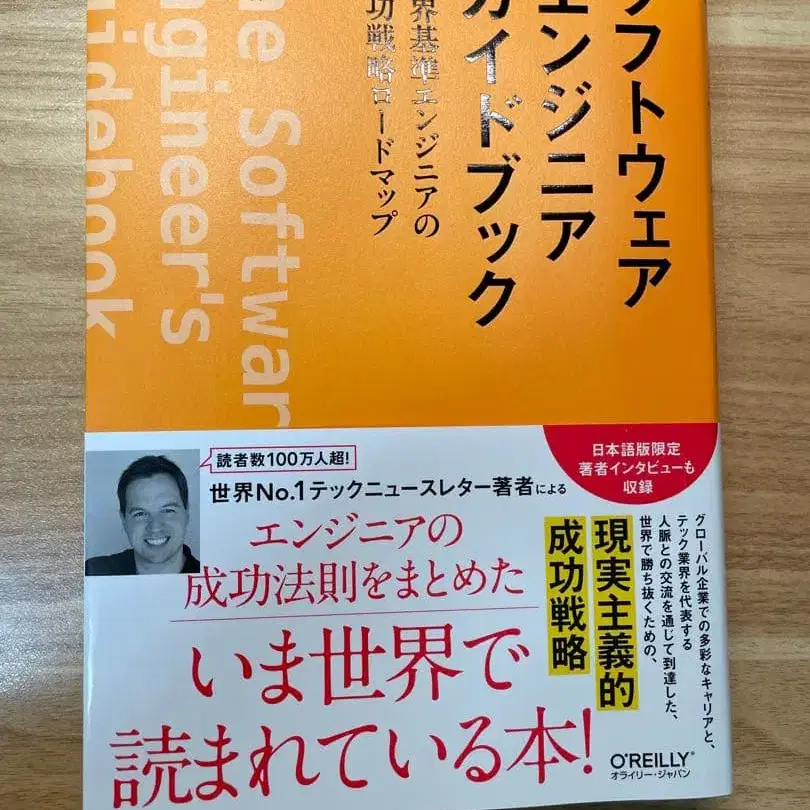 フトウェア
エンジニア
ガイドブック
界基準エンジニアの
功戦略ロードマップ
he Softwar
ngineer's
uidebook
読者数100万人超!
世界No.1テックニュースレター著者による
エンジニアの
成功法則をまとめた
いま世界で
読まれている本!
日本語版限定
著者インタビューも
収録
グローバル企業での多彩なキャリアと、
テック業界を代表する
人脈との交流を通じて到達した、
世界で勝ち抜くための、
現実主義的
成功戦略
O'REILLY
オライリー・ジャパン